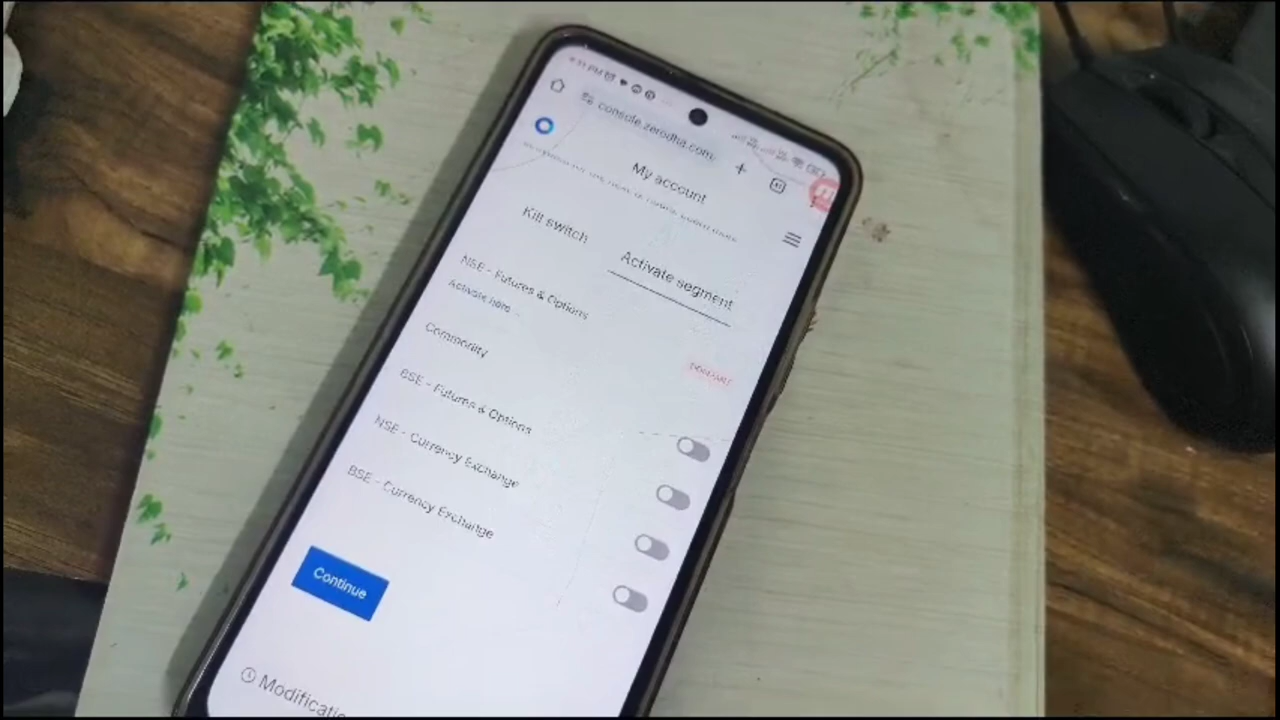 console.zerodha.com
My account
Kill switch
Activate segment
NSE - Futures & Options
Activate here
Commodity
BSE - Futures & Options
NSE - Currency Exchange
BSE - Currency Exchange
Continue